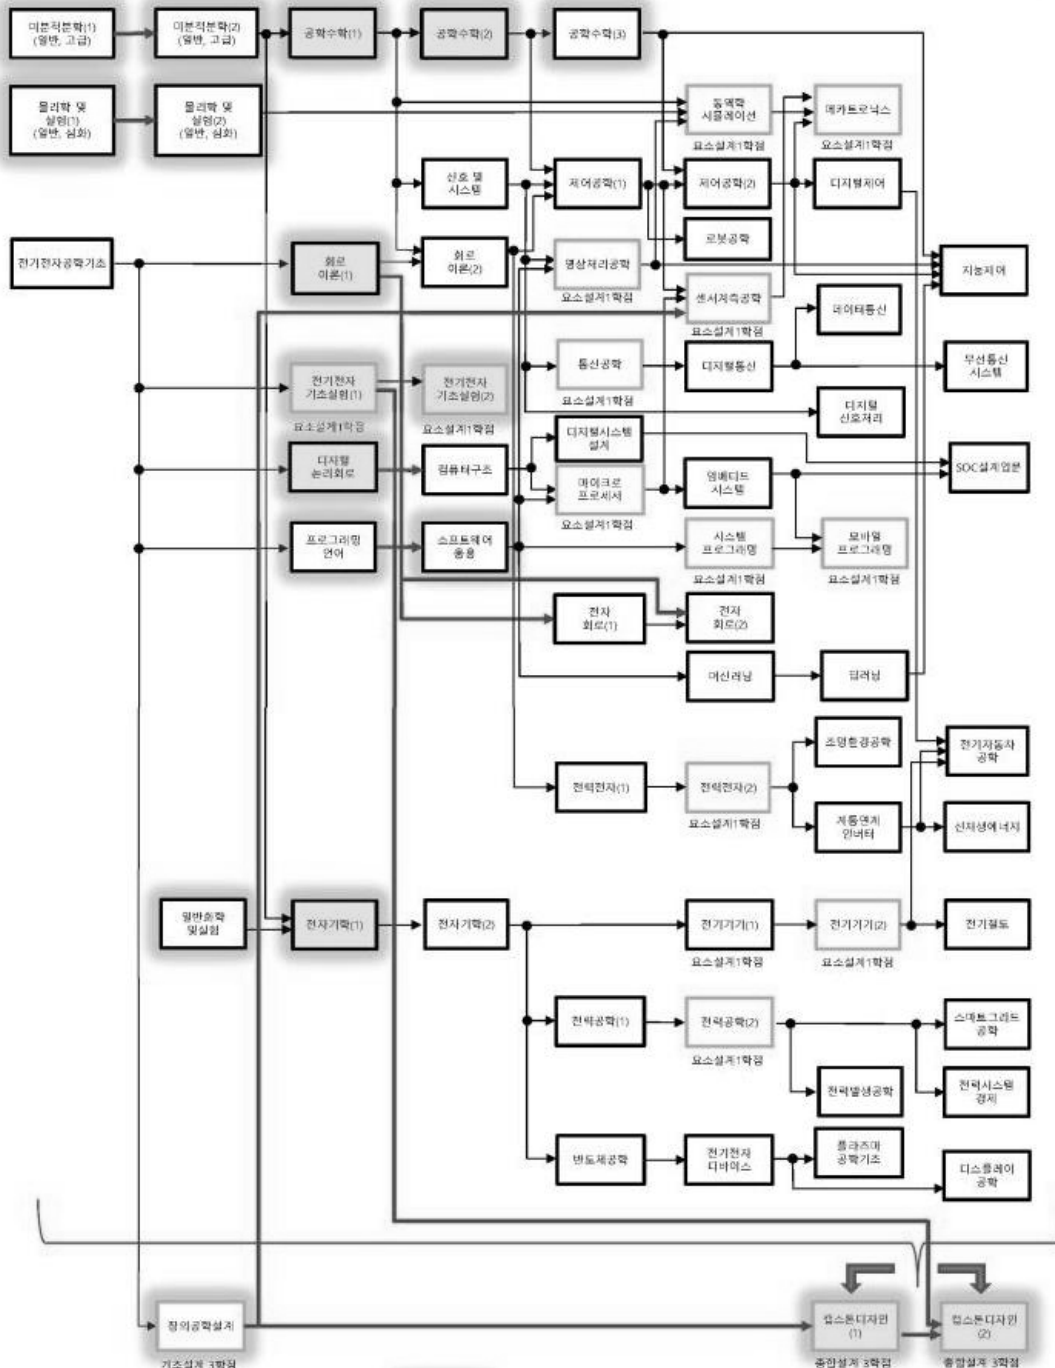 미분적분학(1)
(일반, 고급)
미분적분학(2)
(일반, 고급)
공학수학(1)
공학수학(2)
공학수학(3)
물리학 및
실험(1)
(일반, 심화)
물리학 및
실험(2)
(일반, 심화)
동역학
시뮬레이션
요소설계1학점
메카트로닉스
요소설계1학점
신호 및
시스템
제어공학(1)
제어공학(2)
디지털제어
로봇공학
전기전자공학기초
회로
이론(1)
회로
이론(2)
영상처리공학
요소설계1학점
지능제어
센서계측공학
요소설계1학점
데이터통신
전기전자
기초실험(1)
요소설계1학점
전기전자
기초실험(2)
요소설계1학점
통신공학
요소설계1학점
디지털통신
무선통신
시스템
디지털
신호처리
디지털시스템
설계
디지털
논리회로
컴퓨터구조
마이크로
프로세서
요소설계1학점
임베디드
시스템
SOC설계입문
프로그래밍
언어
소프트웨어
응용
시스템
프로그래밍
요소설계1학점
모바일
프로그래밍
요소설계1학점
전자
회로(1)
전자
회로(2)
머신러닝
딥러닝
조명환경공학
전기자동차
공학
전력전자(1)
전력전자(2)
요소설계1학점
계통연계
인버터
신재생에너지
일반화학
및실험
전자기학(1)
전자기학(2)
전기기기(1)
요소설계1학점
전기기기(2)
요소설계1학점
전기철도
전력공학(1)
전력공학(2)
요소설계1학점
스마트그리드
공학
전력발생공학
전력시스템
경제
반도체공학
전기전자
디바이스
플라즈마
공학기초
디스플레이
공학
창의공학설계
기초설계 3학점
캡스톤디자인
(1)
종합설계 3학점
캡스톤디자인
(2)
종합설계 3학점